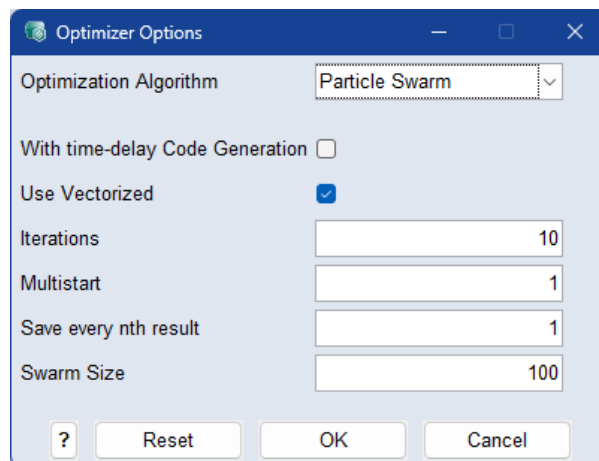 Optimizer Options
Optimization Algorithm Particle Swarm
With time-delay Code Generation
Use Vectorized
Iterations 10
Multistart 1
Save every nth result 1
Swarm Size 100
? Reset OK Cancel